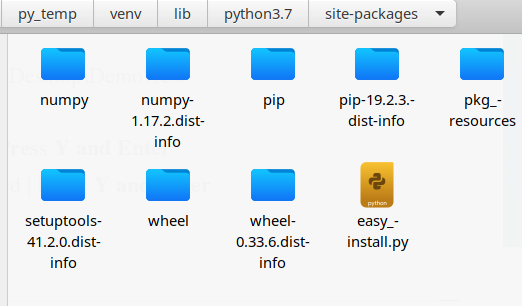 py_temp venv lib python3.7 site-packages
numpy numpy- pip pip-19.2.3.- pkg_-
1.17.2.dist- dist-info resources
info
setuptools- wheel wheel- easy_-
41.2.0.dist- 0.33.6.dist- install.py
info info
python